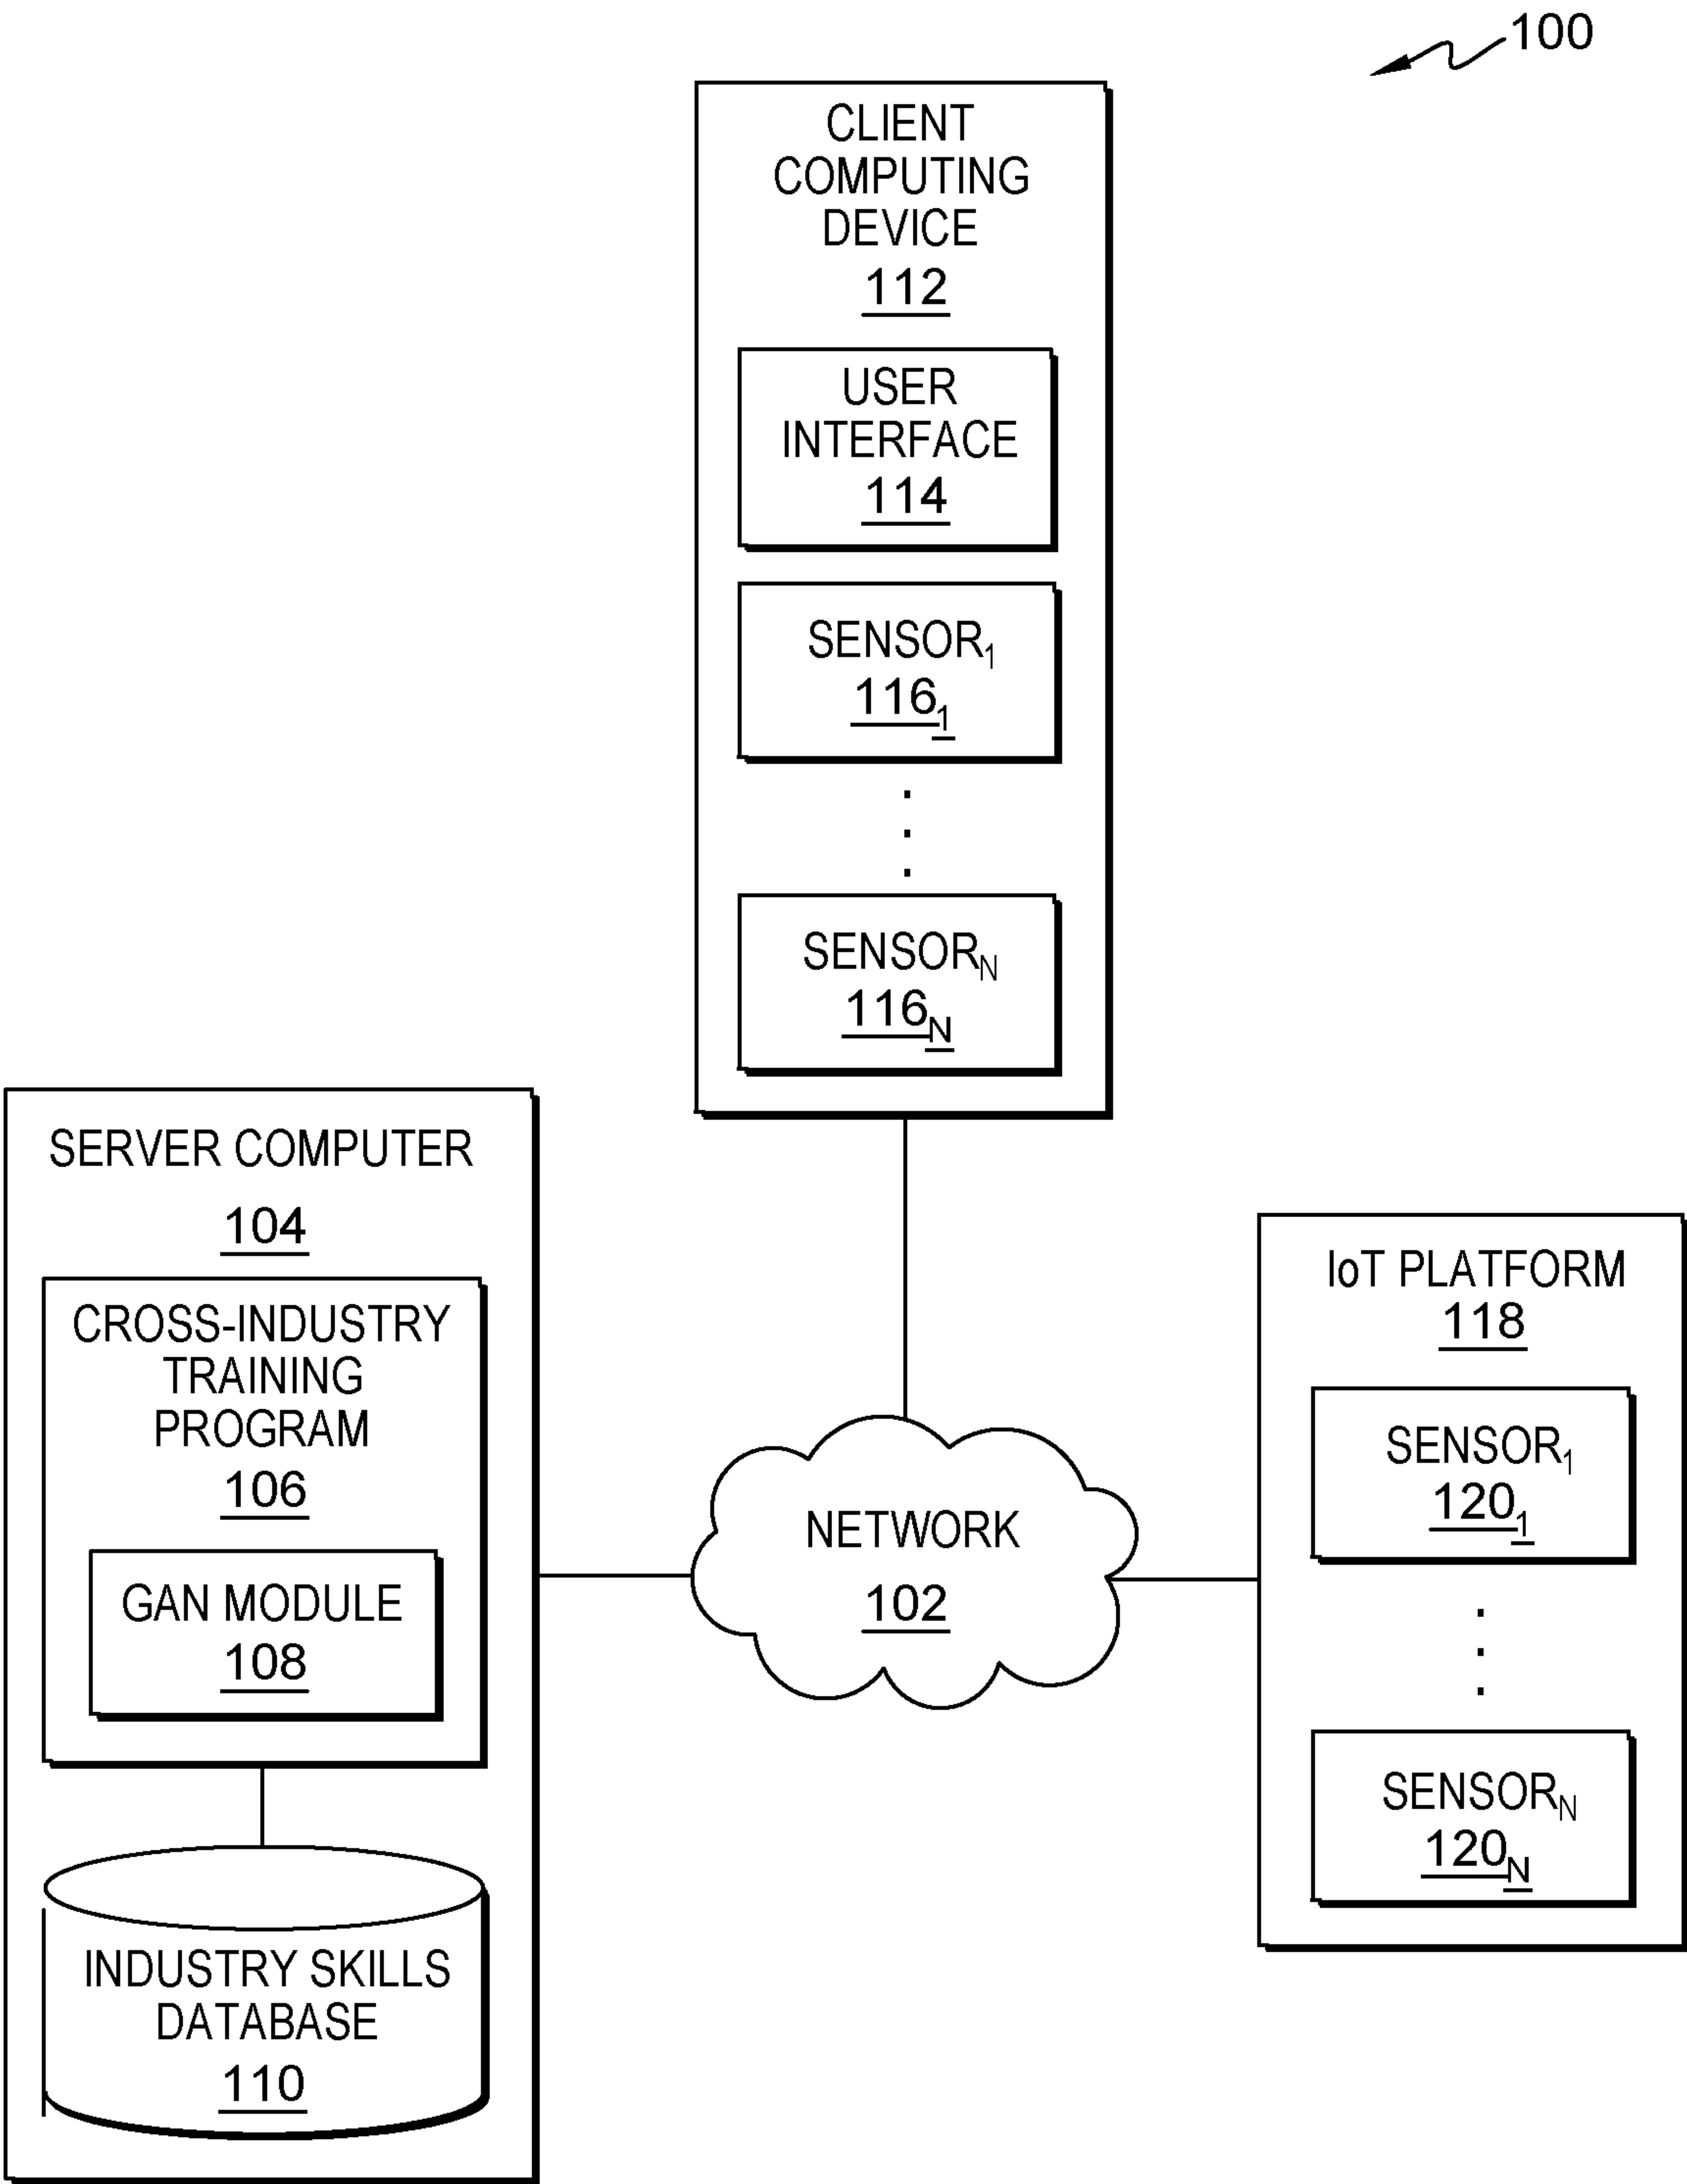 100
CLIENT
COMPUTING
DEVICE
112
USER
INTERFACE
114
SENSOR₁
116₁
SENSORN
116N
SERVER COMPUTER
104
CROSS-INDUSTRY
TRAINING
PROGRAM
106
GAN MODULE
108
INDUSTRY SKILLS
DATABASE
110
NETWORK
102
IoT PLATFORM
118
SENSOR₁
120₁
SENSORN
120N